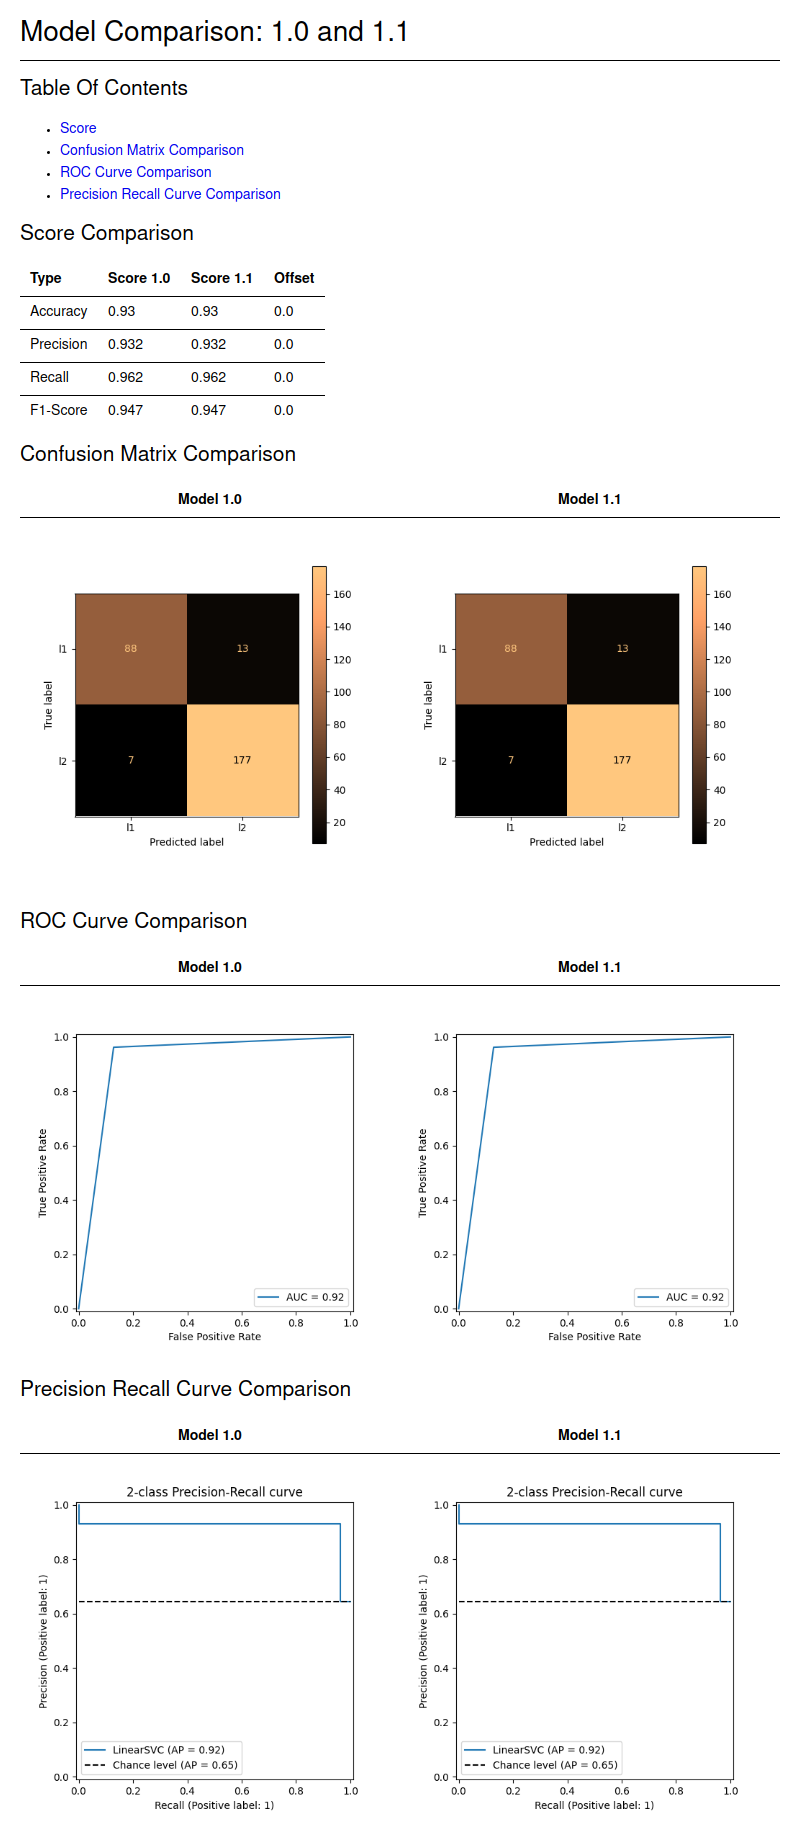 Model Comparison: 1.0 and 1.1
Table Of Contents
Score
Confusion Matrix Comparison
ROC Curve Comparison
Precision Recall Curve Comparison
Score Comparison
Type Score 1.0 Score 1.1 Offset
Accuracy 0.93 0.93 0.0
Precision 0.932 0.932 0.0
Recall 0.962 0.962 0.0
F1-Score 0.947 0.947 0.0
Confusion Matrix Comparison
Model 1.0 Model 1.1
True label
l1
l2
88 13
7 177
l1 l2
Predicted label
160
140
120
100
80
60
40
20
True label
l1
l2
88 13
7 177
l1 l2
Predicted label
160
140
120
100
80
60
40
20
ROC Curve Comparison
Model 1.0 Model 1.1
True Positive Rate
1.0
0.8
0.6
0.4
0.2
0.0
AUC = 0.92
0.0 0.2 0.4 0.6 0.8 1.0
False Positive Rate
True Positive Rate
1.0
0.8
0.6
0.4
0.2
0.0
AUC = 0.92
0.0 0.2 0.4 0.6 0.8 1.0
False Positive Rate
Precision Recall Curve Comparison
Model 1.0 Model 1.1
2-class Precision-Recall curve
Precision (Positive label: 1)
1.0
0.8
0.6
0.4
0.2
0.0
LinearSVC (AP = 0.92)
Chance level (AP = 0.65)
0.0 0.2 0.4 0.6 0.8 1.0
Recall (Positive label: 1)
2-class Precision-Recall curve
Precision (Positive label: 1)
1.0
0.8
0.6
0.4
0.2
0.0
LinearSVC (AP = 0.92)
Chance level (AP = 0.65)
0.0 0.2 0.4 0.6 0.8 1.0
Recall (Positive label: 1)